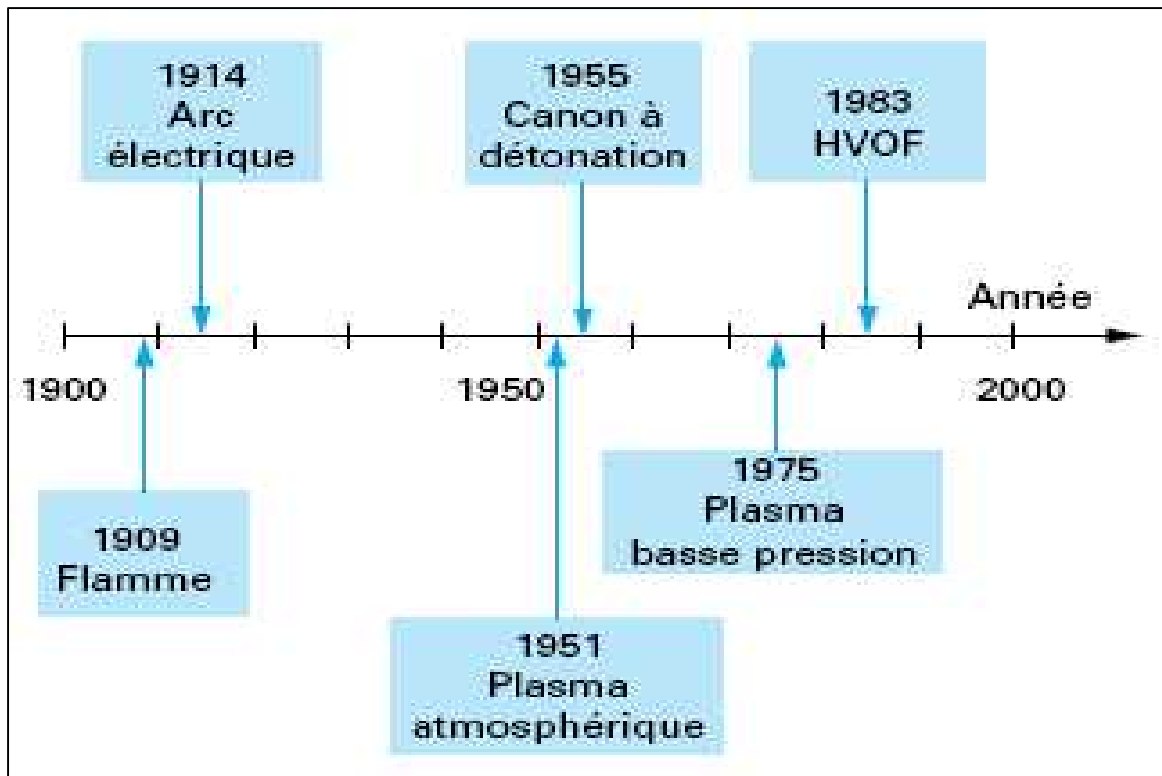 1914
Arc
électrique
1955
Canon à
détonation
1983
HVOF
Année
1900
1950
2000
1909
Flamme
1951
Plasma
atmosphérique
1975
Plasma
basse pression